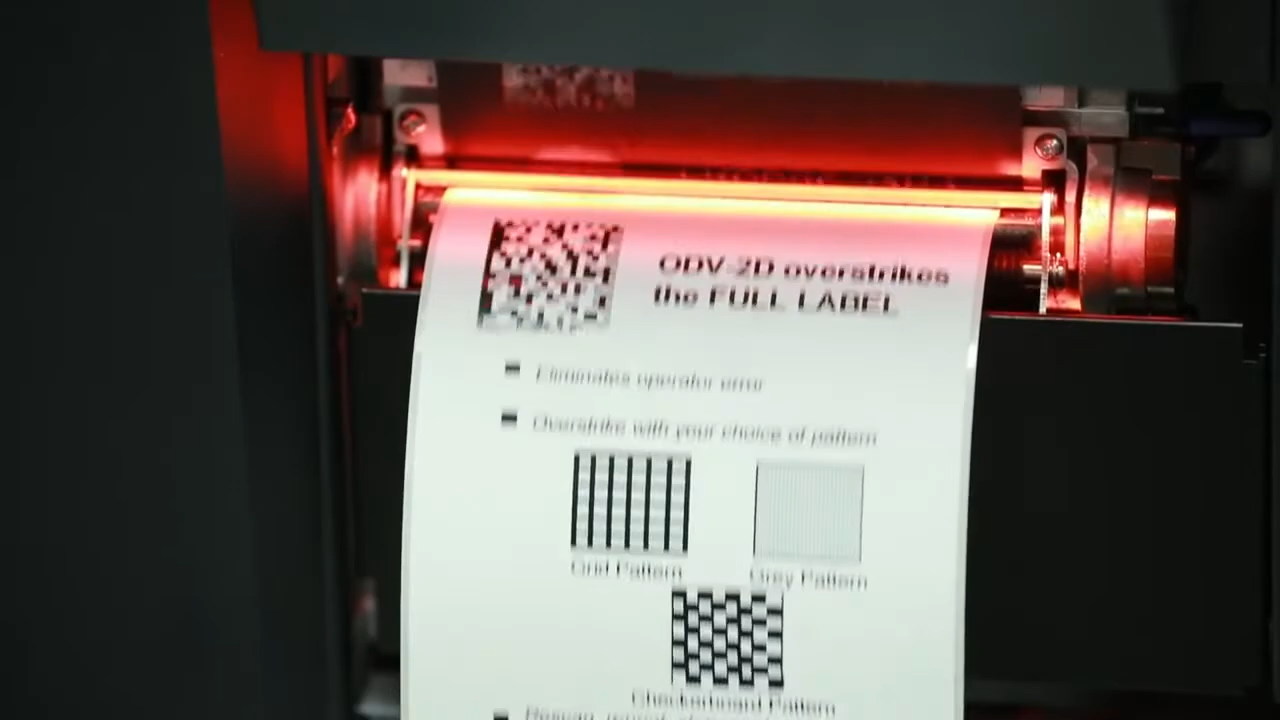 ODV-2D overstrikes
the FULL LABEL
Eliminates operator error
Overstrike with your choice of pattern
Grid Pattern
Grey Pattern
Checkerboard Pattern